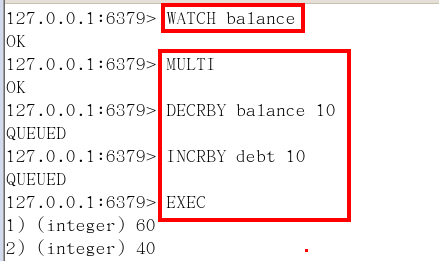 127.0.0.1:6379> WATCH balance
OK
127.0.0.1:6379> MULTI
OK
127.0.0.1:6379> DECRBY balance 10
QUEUED
127.0.0.1:6379> INCRBY debt 10
QUEUED
127.0.0.1:6379> EXEC
1) (integer) 60
2) (integer) 40